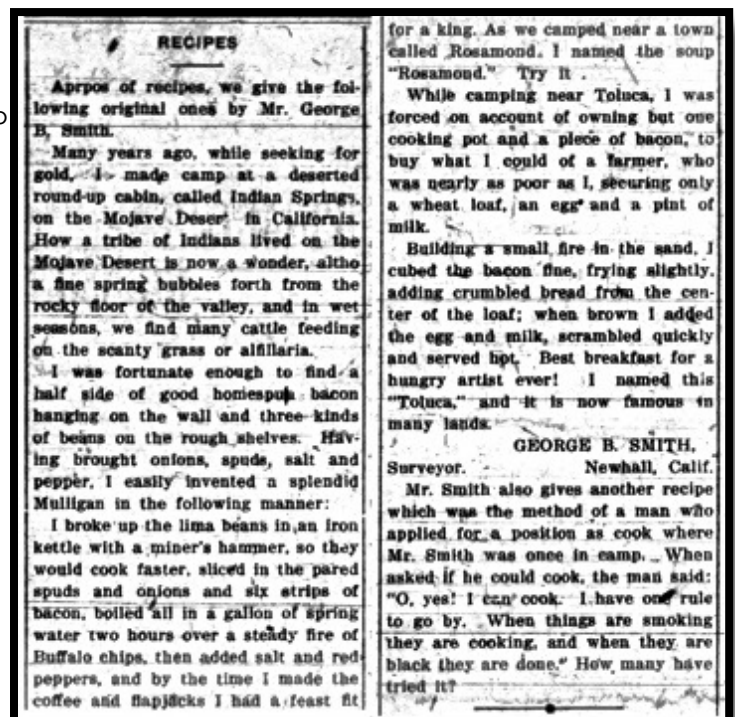 RECIPES
Aprpos of recipes, we give the fol-
lowing original ones by Mr. George
B. Smith.
Many years ago, while seeking for
gold, I made camp at a deserted
round-up cabin, called Indian Springs,
on the Mojave Deser in California.
How a tribe of Indians lived on the
Mojave Desert is now a wonder, altho
a fine spring bubbles forth from the
rocky floor of the valley, and in wet
seasons, we find many cattle feeding
on the scanty grass or alfillaria.
I was fortunate enough to find a
half side of good homespun bacon
hanging on the wall and three kinds
of beans on the rough shelves. Hav-
ing brought onions, spuds, salt and
pepper, I easily invented a splendid
Mulligan in the following manner:
I broke up the lima beans in an iron
kettle with a miner's hammer, so they
would cook faster, sliced in the pared
spuds and onions and six strips of
bacon, boiled all in a gallon of spring
water two hours over a steady fire of
Buffalo chips, then added salt and red
peppers, and by the time I made the
coffee and flapjacks I had a feast fit
for a king. As we camped near a town
called Rosamond, I named the soup
"Rosamond." Try it .
While camping near Toluca, I was
forced on account of owning but one
cooking pot and a piece of bacon, to
buy what I could of a farmer, who
was nearly as poor as I, securing only
a wheat loaf, an egg and a pint of
milk.
Building a small fire in the sand, I
cubed the bacon fine, frying slightly,
adding crumbled bread from the cen-
ter of the loaf; when brown I added
the egg and milk, scrambled quickly
and served hot. Best breakfast for a
hungry artist ever! I named this
"Toluca," and it is now famous in
many lands.
GEORGE B. SMITH,
Surveyor. Newhall, Calif.
Mr. Smith also gives another recipe
which was the method of a man who
applied for a position as cook where
Mr. Smith was once in camp. When
asked if he could cook, the man said:
"O, yes! I can cook. I have one rule
to go by. When things are smoking
they are cooking, and when they are
black they are done." How many have
tried it?